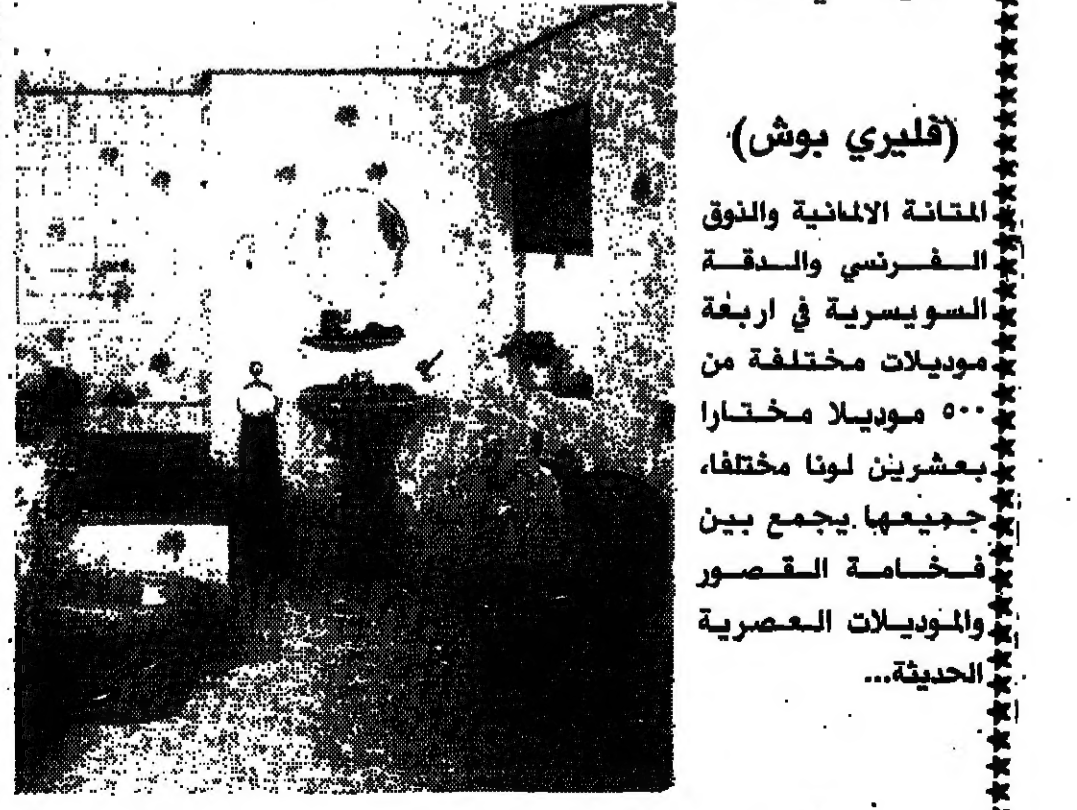 (فليري بوش)
المتانة الالمانية والذوق
الفرنسي والدقة
السويسرية في اربعة
موديلات مختلفة من
٥٠٠ موديلا مختارا
بعشرين لونا مختلفا،
جميعها يجمع بين
فخامة القصور
والموديلات العصرية
الحديثة...